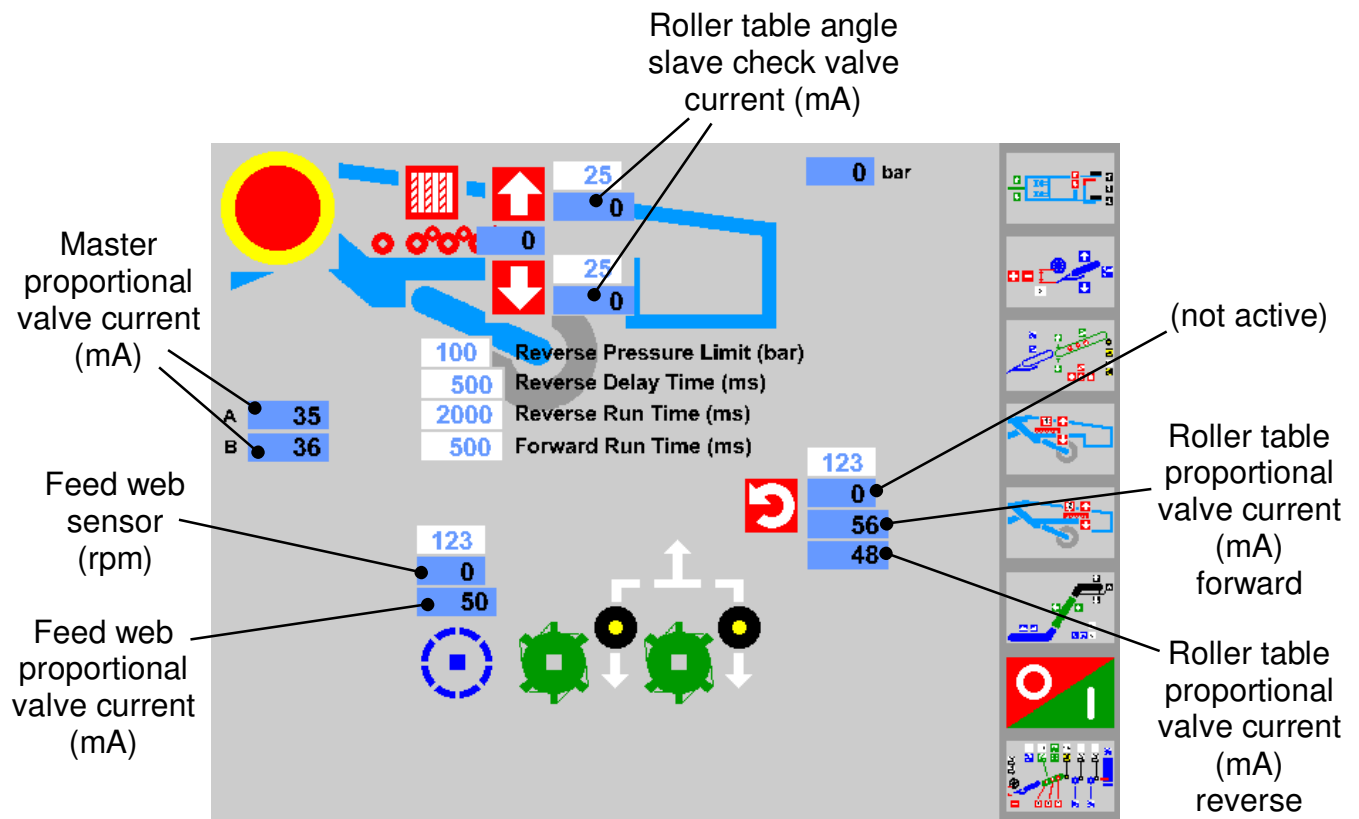 Roller table angle
slave check valve
current (mA)
25
0
0 bar
0
25
0
Master
proportional
valve current
(mA)
(not active)
100 Reverse Pressure Limit (bar)
500 Reverse Delay Time (ms)
2000 Reverse Run Time (ms)
500 Forward Run Time (ms)
A 35
B 36
123
0
56
48
Roller table
proportional
valve current
(mA)
forward
Feed web
sensor
(rpm)
123
0
50
Feed web
proportional
valve current
(mA)
Roller table
proportional
valve current
(mA)
reverse